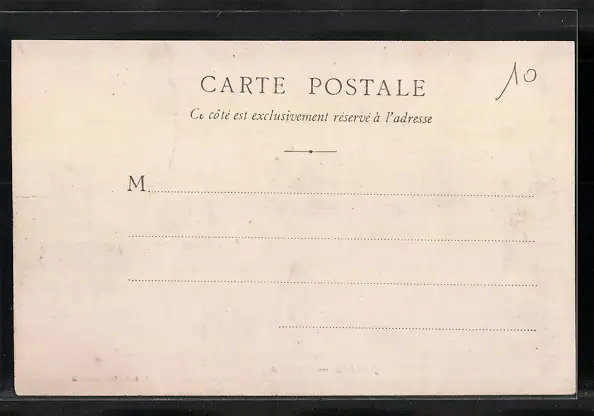 CARTE POSTALE
10
Ce côté est exclusivement réservé à l'adresse
M